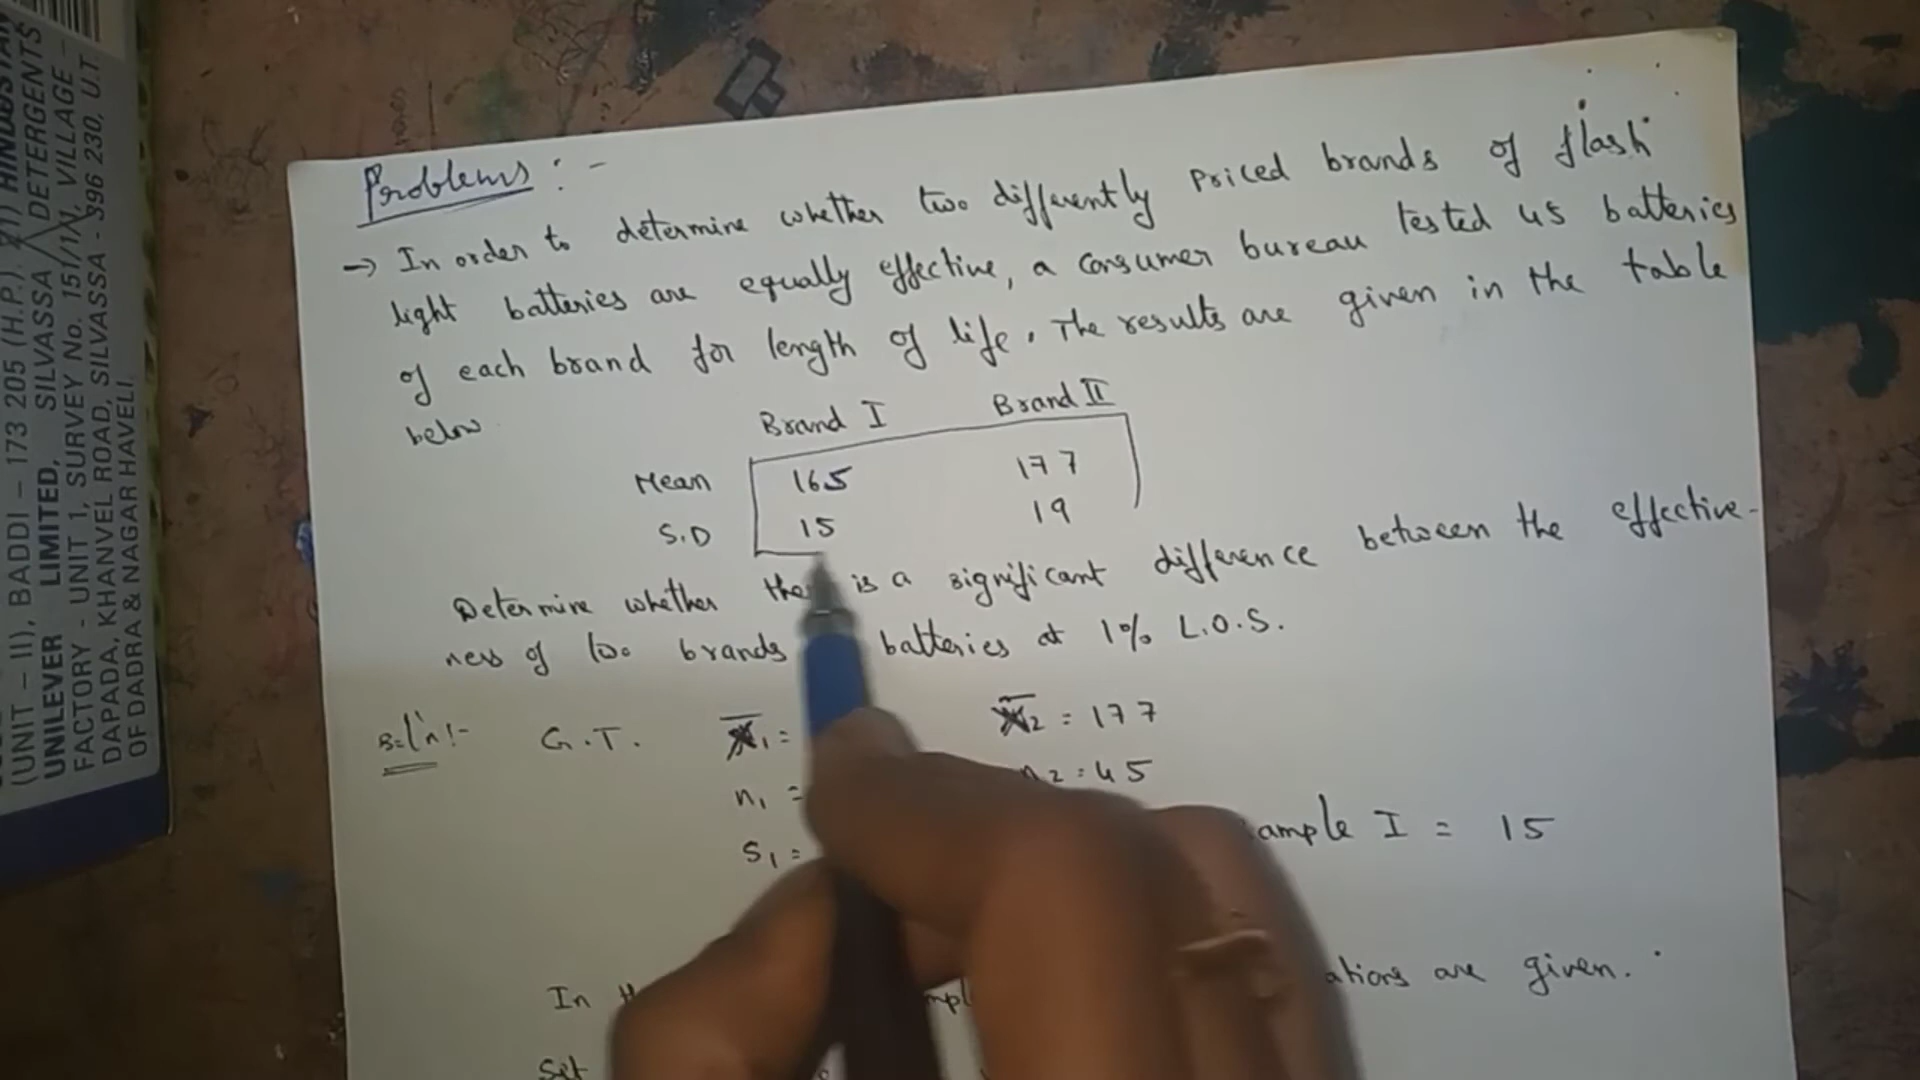 Problems :-
→ In order to determine whether two differently priced brands of flash
light batteries are equally effective, a consumer bureau tested 45 batteries
of each brand for length of life. The results are given in the table
below
Brand I Brand II
Mean 165 177
S.D 15 19
Determine whether is a significant difference between the effective-
ness of two brands batteries at 1% L.O.S.
Sol'n:- G.T. X̅₁ = X̅₂ = 177
n₁ = n₂ = 45
S₁ = ample I = 15
In ations are given.
Set
(UNIT – II), BADDI – 173 205 (H.P.).
UNILEVER LIMITED, SILVASSA DETERGENTS
FACTORY - UNIT 1, SURVEY No. 151/1/1, VILLAGE -
DAPADA, KHANVEL ROAD, SILVASSA - 396 230, U.T.
OF DADRA & NAGAR HAVELI